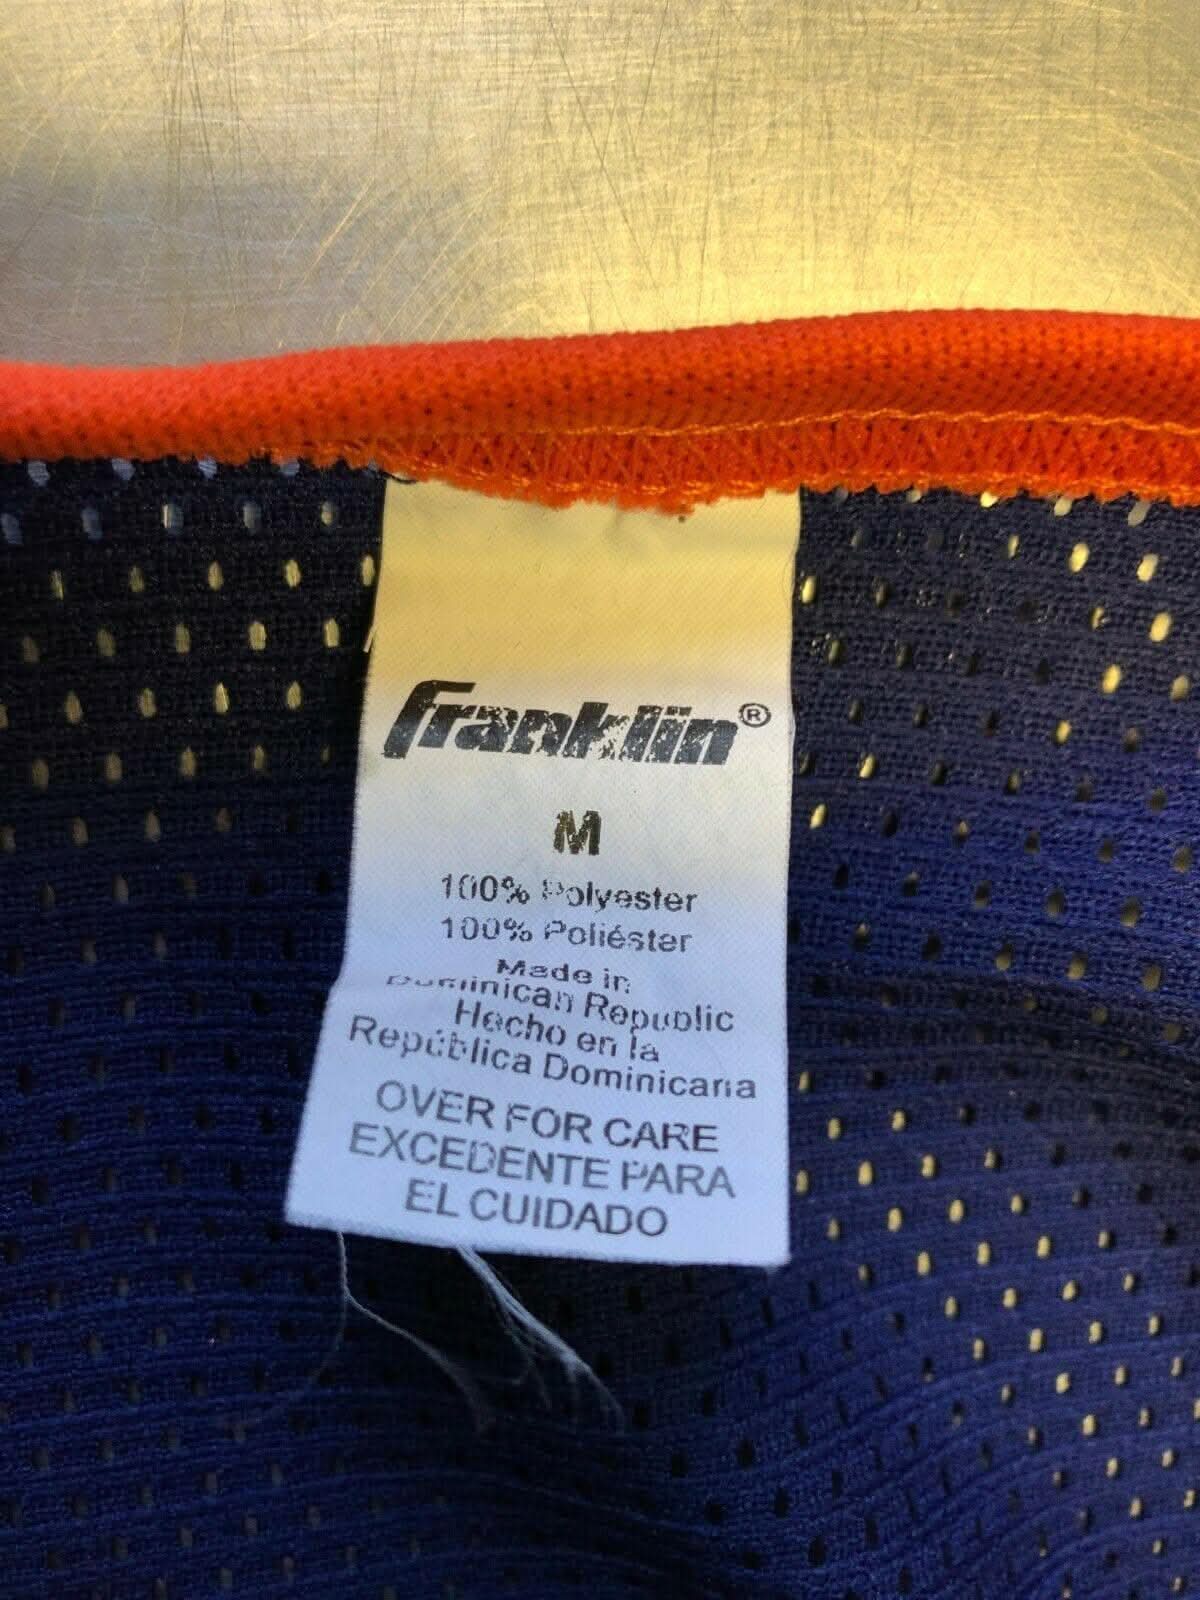 Franklin®
M
100% Polyester
100% Poliéster
Made in
Dominican Republic
Hecho en la
República Dominicana
OVER FOR CARE
EXCEDENTE PARA
EL CUIDADO